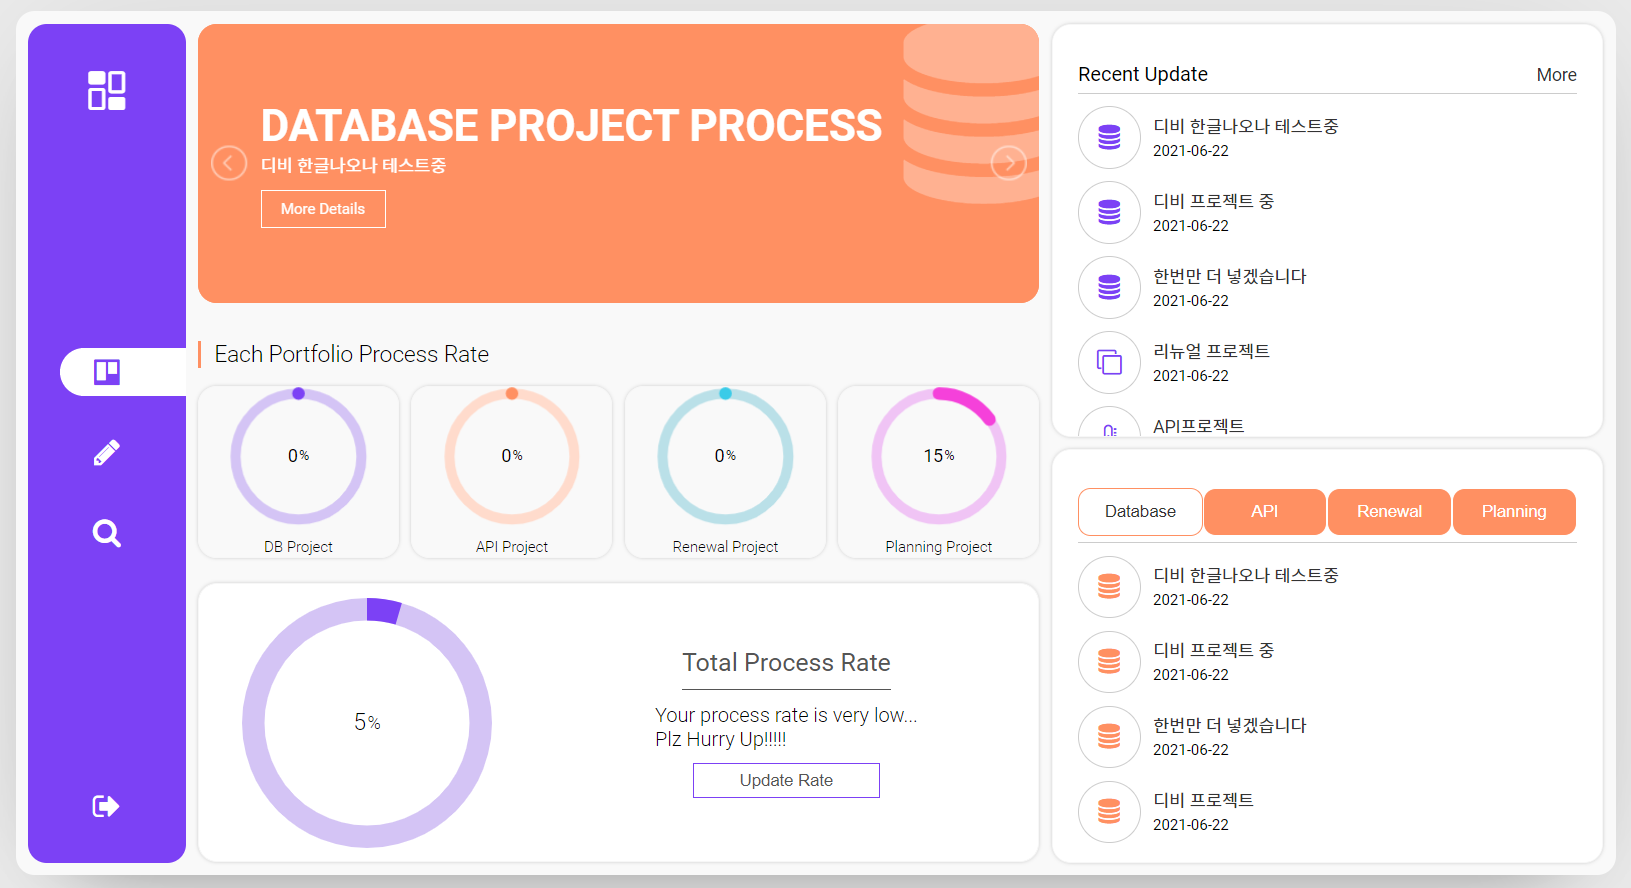 DATABASE PROJECT PROCESS
디비 한글나오나 테스트중
More Details
Each Portfolio Process Rate
0%
DB Project
0%
API Project
0%
Renewal Project
15%
Planning Project
5%
Total Process Rate
Your process rate is very low...
Plz Hurry Up!!!!!
Update Rate
Recent Update
More
디비 한글나오나 테스트중
2021-06-22
디비 프로젝트 중
2021-06-22
한번만 더 넣겠습니다
2021-06-22
리뉴얼 프로젝트
2021-06-22
API프로젝트
Database
API
Renewal
Planning
디비 한글나오나 테스트중
2021-06-22
디비 프로젝트 중
2021-06-22
한번만 더 넣겠습니다
2021-06-22
디비 프로젝트
2021-06-22